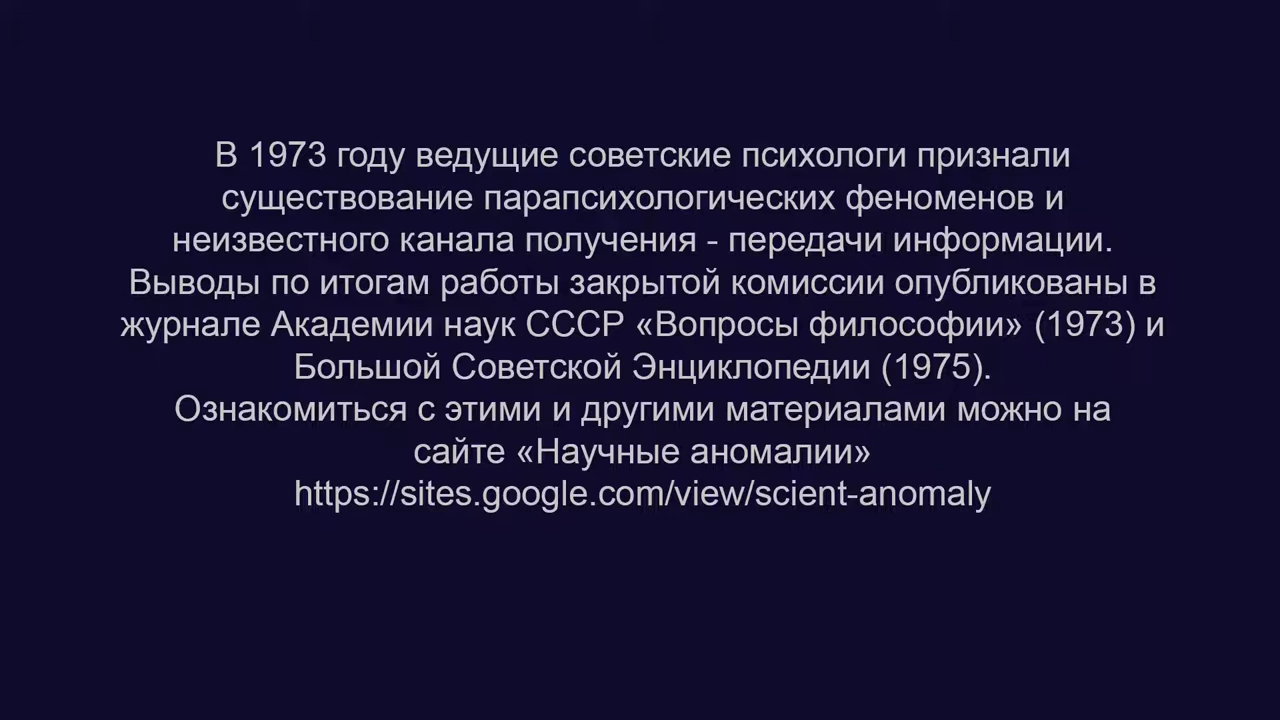 В 1973 году ведущие советские психологи признали
существование парапсихологических феноменов и
неизвестного канала получения - передачи информации.
Выводы по итогам работы закрытой комиссии опубликованы в
журнале Академии наук СССР «Вопросы философии» (1973) и
Большой Советской Энциклопедии (1975).
Ознакомиться с этими и другими материалами можно на
сайте «Научные аномалии»
https://sites.google.com/view/scient-anomaly